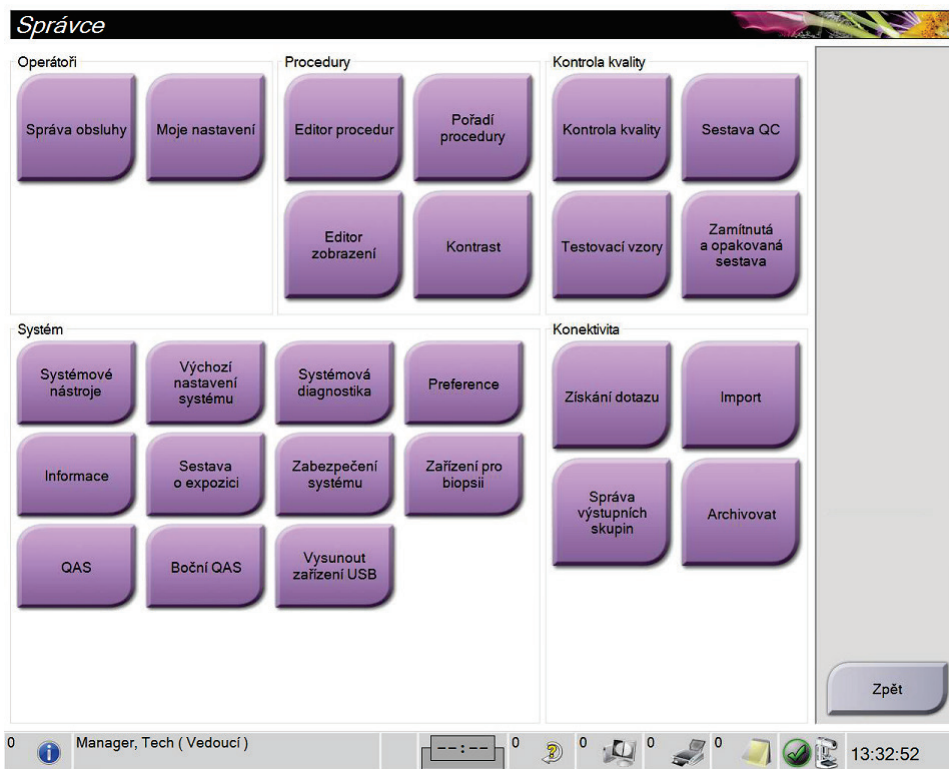 Správce
Operátoři
Správa obsluhy
Moje nastavení
Procedury
Editor procedur
Pořadí
procedury
Editor
zobrazení
Kontrast
Kontrola kvality
Kontrola kvality
Sestava QC
Testovací vzory
Zamítnutá
a opakovaná
sestava
Systém
Systémové
nástroje
Výchozí
nastavení
systému
Systémová
diagnostika
Preference
Informace
Sestava
o expozici
Zabezpečení
systému
Zařízení pro
biopsii
QAS
Boční QAS
Vysunout
zařízení USB
Konektivita
Získání dotazu
Import
Správa
výstupních
skupin
Archivovat
Zpět
0
Manager, Tech ( Vedoucí )
--:--
0
0
0
0
13:32:52